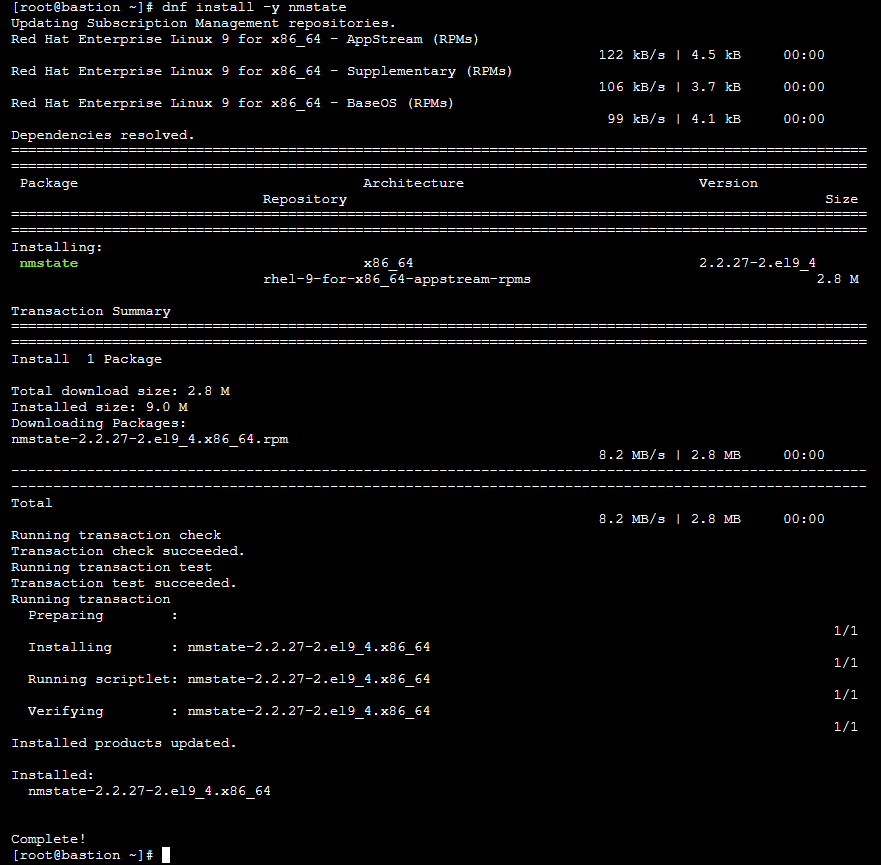 [root@bastion ~]# dnf install -y nmstate
Updating Subscription Management repositories.
Red Hat Enterprise Linux 9 for x86_64 - AppStream (RPMs)
122 kB/s | 4.5 kB     00:00
Red Hat Enterprise Linux 9 for x86_64 - Supplementary (RPMs)
106 kB/s | 3.7 kB     00:00
Red Hat Enterprise Linux 9 for x86_64 - BaseOS (RPMs)
99 kB/s | 4.1 kB     00:00
Dependencies resolved.
======================================================================================================
======================================================================================================
Package                                  Architecture                            Version
Repository                                                         Size
======================================================================================================
======================================================================================================
Installing:
nmstate                                  x86_64                                  2.2.27-2.el9_4
rhel-9-for-x86_64-appstream-rpms                                  2.8 M

Transaction Summary
======================================================================================================
======================================================================================================
Install  1 Package

Total download size: 2.8 M
Installed size: 9.0 M
Downloading Packages:
nmstate-2.2.27-2.el9_4.x86_64.rpm
8.2 MB/s | 2.8 MB     00:00
------------------------------------------------------------------------------------------------------
------------------------------------------------------------------------------------------------------
Total
8.2 MB/s | 2.8 MB     00:00
Running transaction check
Transaction check succeeded.
Running transaction test
Transaction test succeeded.
Running transaction
  Preparing        :
1/1
  Installing       : nmstate-2.2.27-2.el9_4.x86_64
1/1
  Running scriptlet: nmstate-2.2.27-2.el9_4.x86_64
1/1
  Verifying        : nmstate-2.2.27-2.el9_4.x86_64
1/1
Installed products updated.

Installed:
  nmstate-2.2.27-2.el9_4.x86_64

Complete!
[root@bastion ~]#